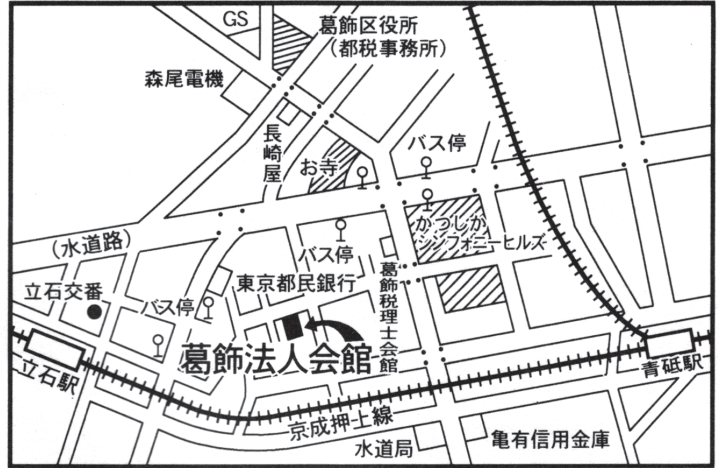 GS
葛飾区役所
(都税事務所)
森尾電機
長崎屋
お寺
バス停
(水道路)
かつしか
シンフォニーヒルズ
バス停
東京都民銀行
葛飾税理士会館
立石交番
バス停
葛飾法人会館
立石駅
青砥駅
京成押上線
水道局
亀有信用金庫